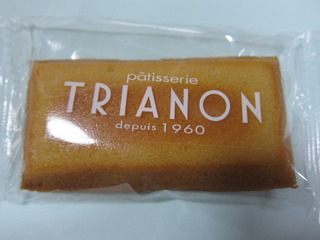 pâtisserie
TRIANON
depuis 1960